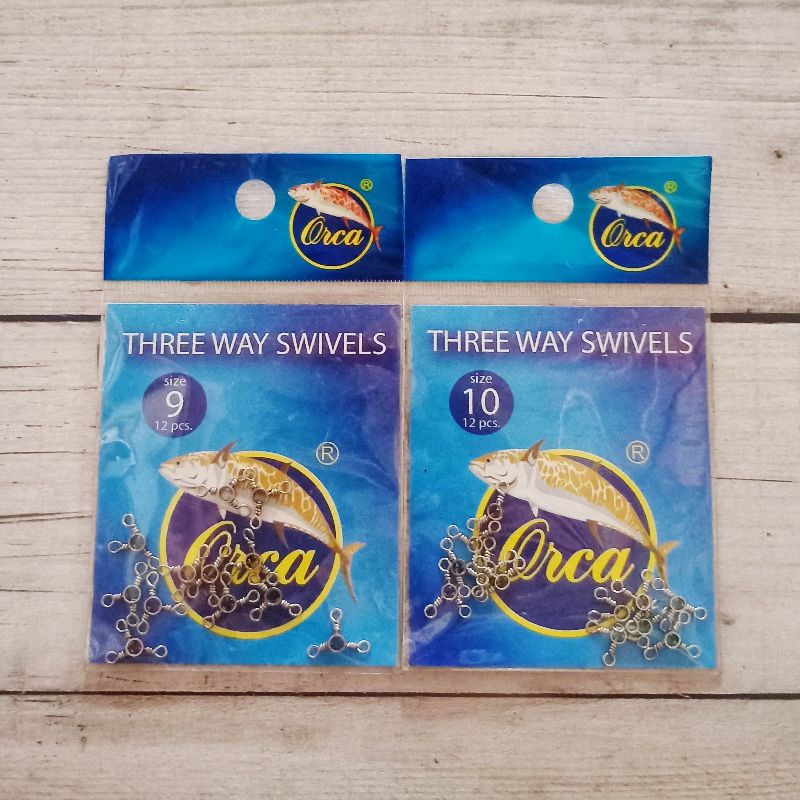 ®
Orca
THREE WAY SWIVELS
size
9
12 pcs.
®
Orca
®
Orca
THREE WAY SWIVELS
size
10
12 pcs.
®
Orca